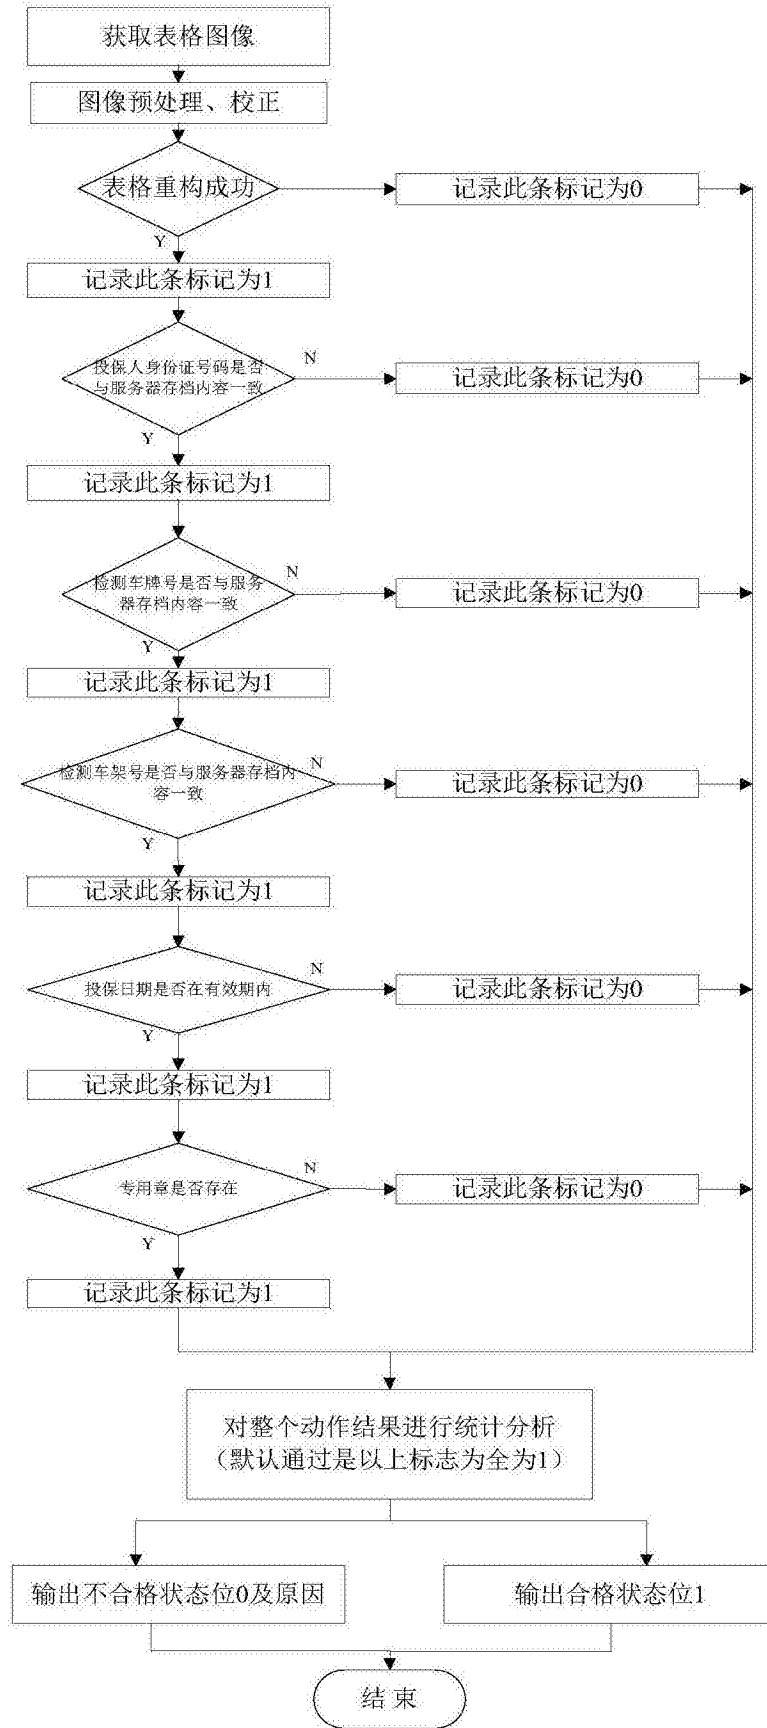 获取表格图像
图像预处理、校正
表格重构成功
记录此条标记为0
Y
记录此条标记为1
投保人身份证号码是否
与服务器存档内容一致
N
记录此条标记为0
Y
记录此条标记为1
检测车牌号是否与服务
器存档内容一致
N
记录此条标记为0
Y
记录此条标记为1
检测车架号是否与服务器存档内
容一致
N
记录此条标记为0
Y
记录此条标记为1
投保日期是否在有效期内
N
记录此条标记为0
Y
记录此条标记为1
专用章是否存在
N
记录此条标记为0
Y
记录此条标记为1
对整个动作结果进行统计分析
（默认通过是以上标志为全为1）
输出不合格状态位0及原因
输出合格状态位1
结 束